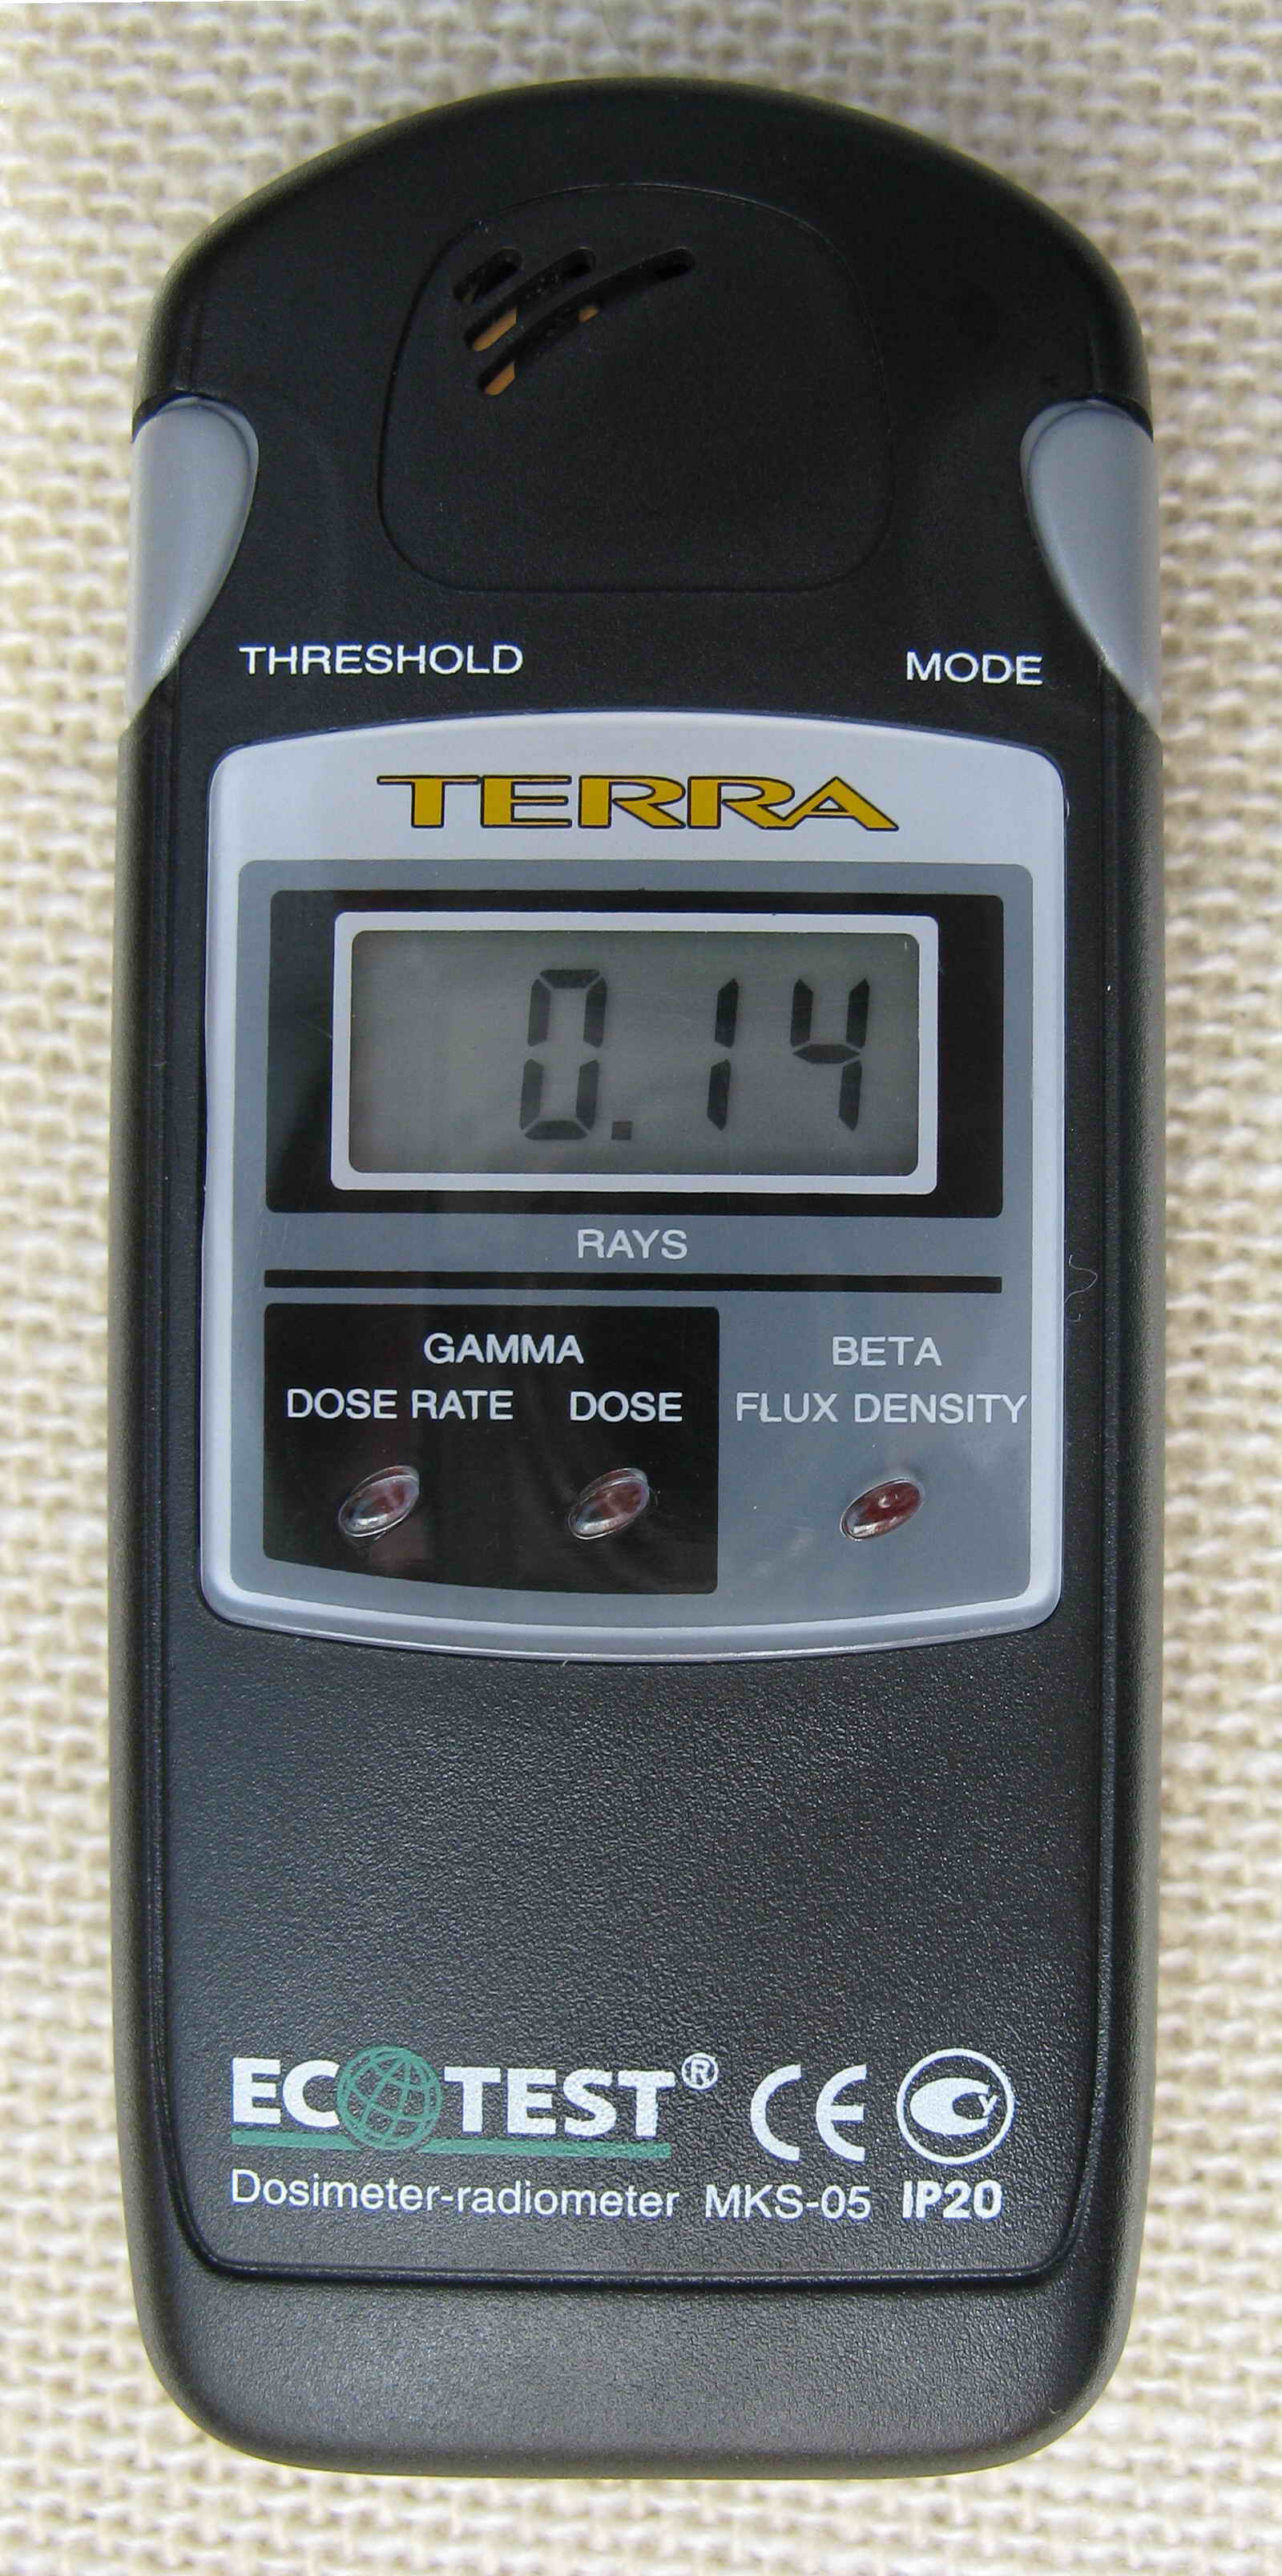 THRESHOLD MODE
TERRA
0.14
RAYS
GAMMA BETA
DOSE RATE DOSE FLUX DENSITY
ECOTEST® CE
Dosimeter-radiometer MKS-05 IP20